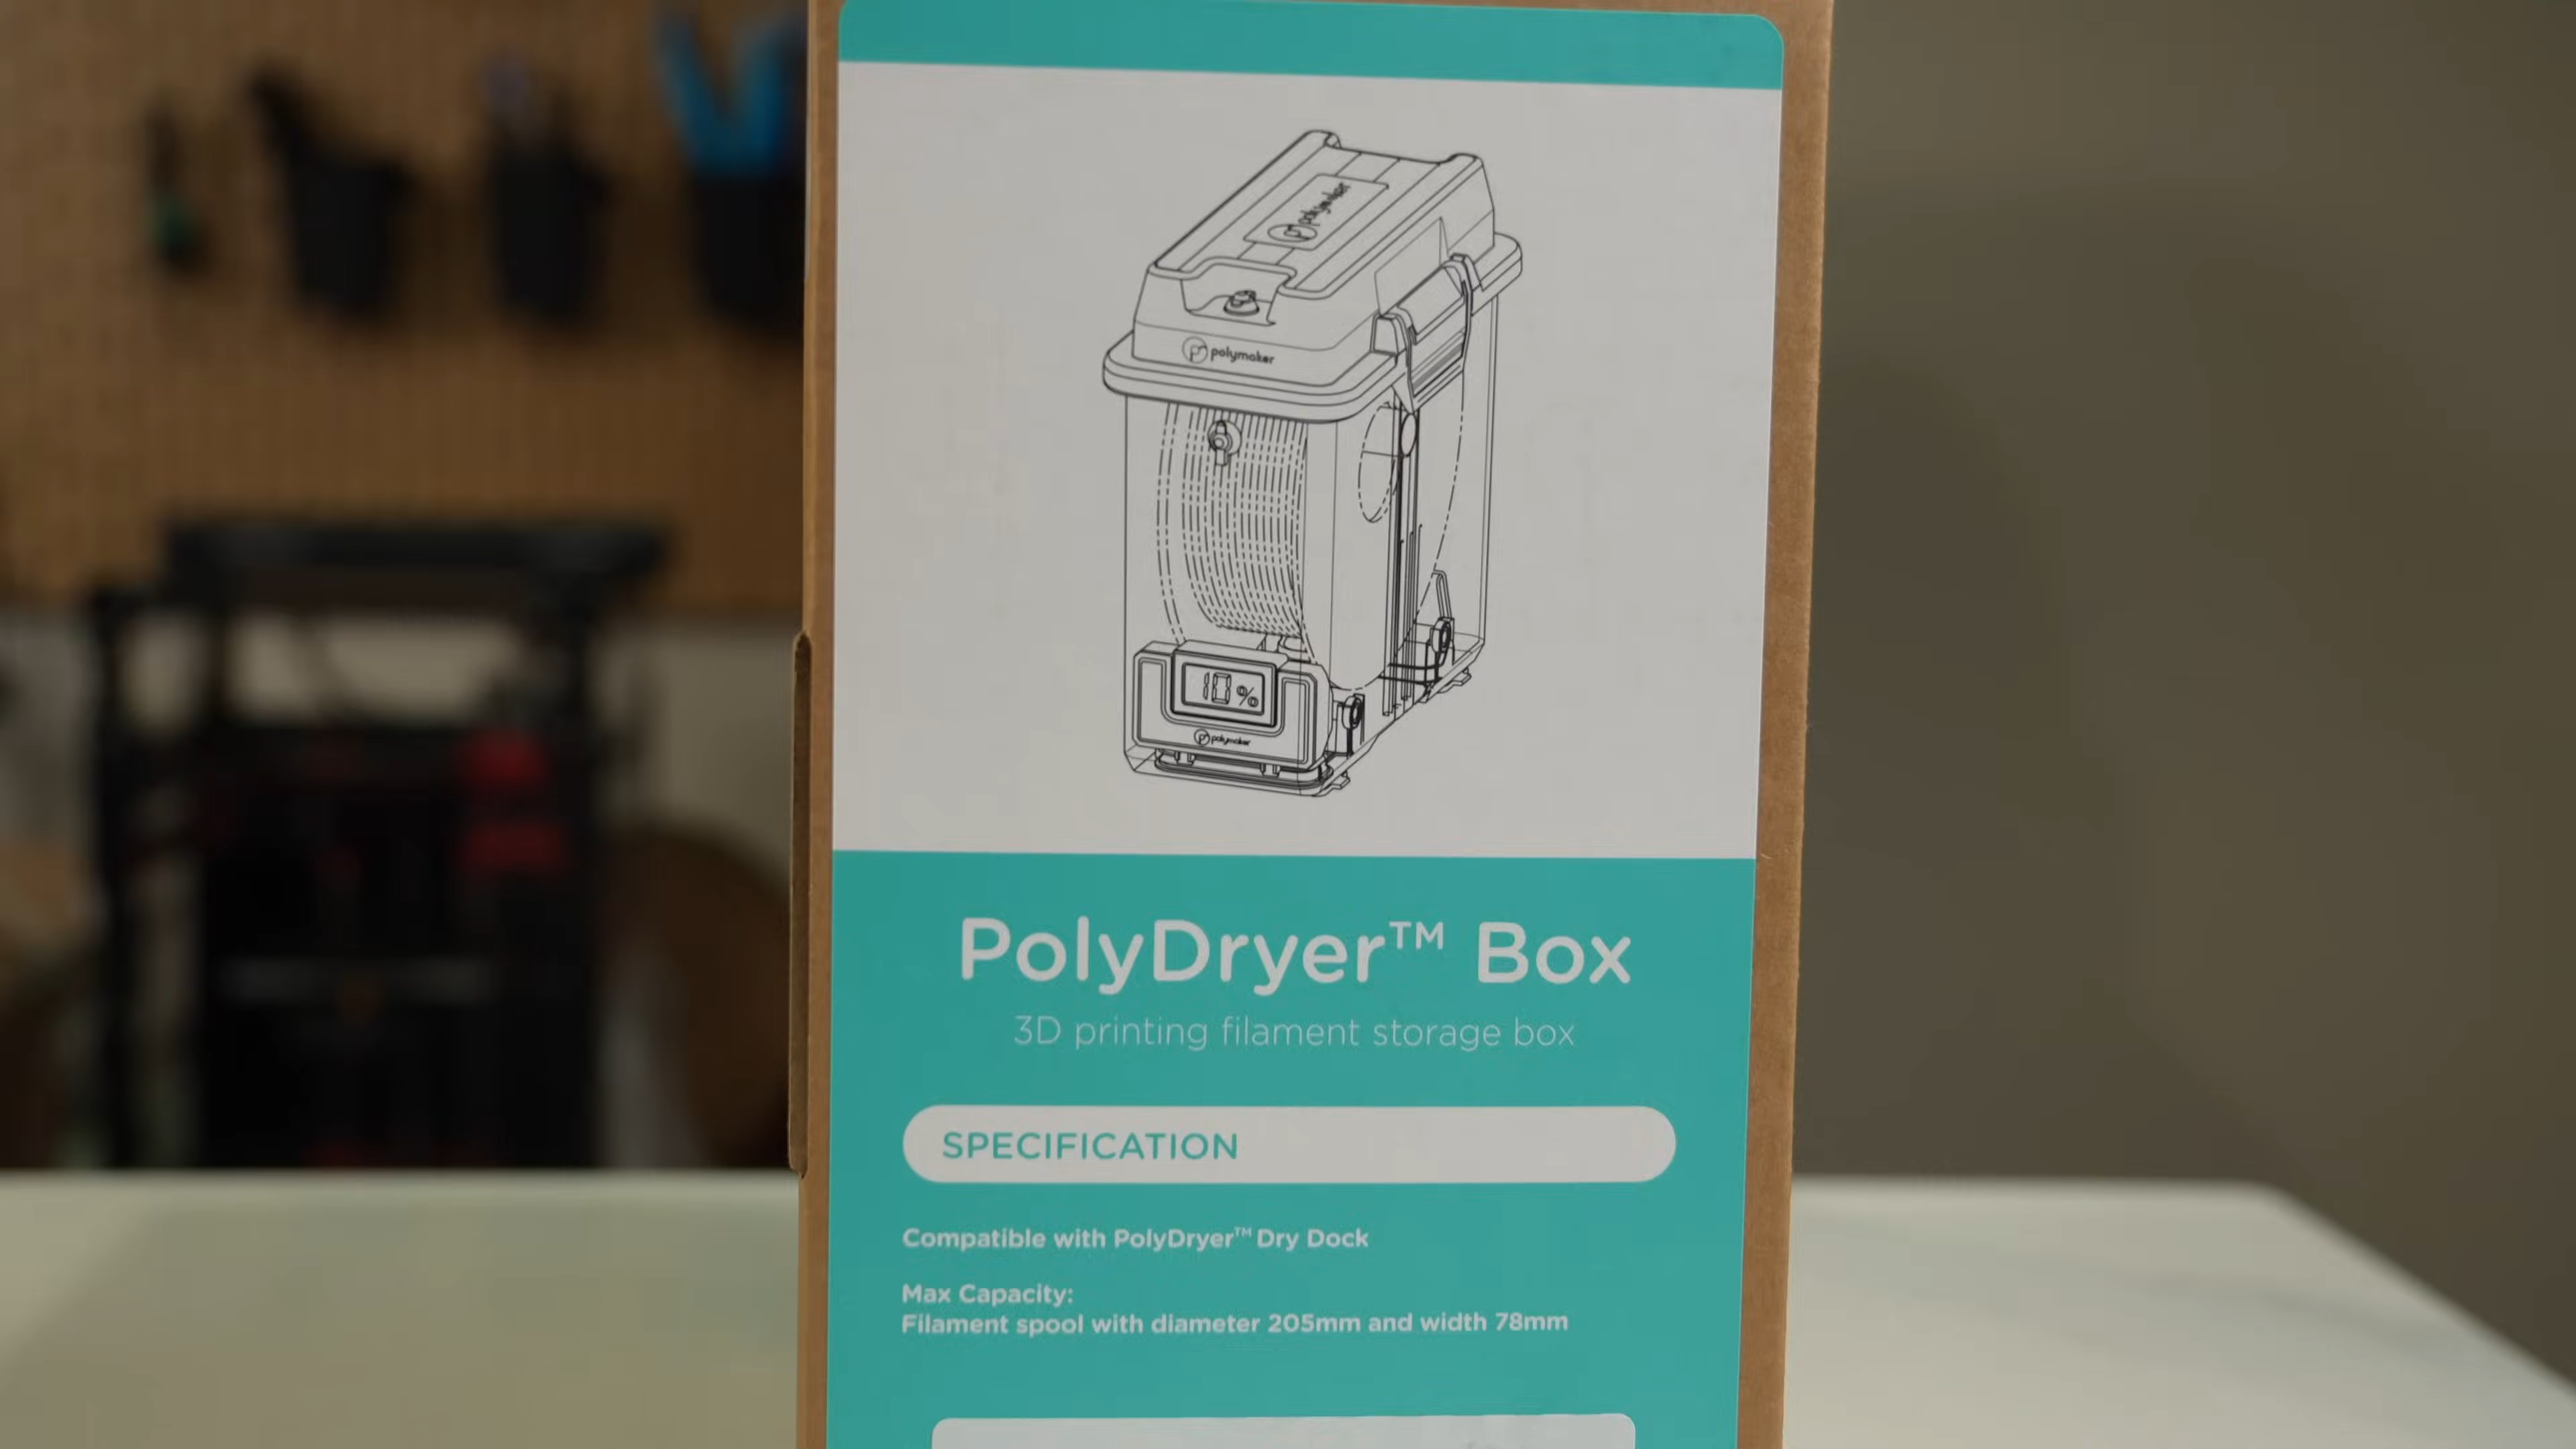 polymaker
polymaker
10%
polymaker
PolyDryer™ Box
3D printing filament storage box
SPECIFICATION
Compatible with PolyDryer™ Dry Dock
Max Capacity:
Filament spool with diameter 205mm and width 78mm